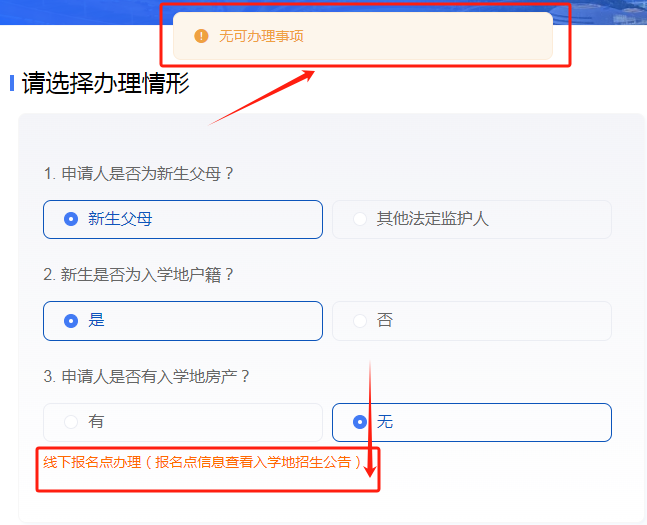 无可办理事项
请选择办理情形
1. 申请人是否为新生父母？
新生父母 其他法定监护人
2. 新生是否为入学地户籍？
是 否
3. 申请人是否有入学地房产？
有 无
线下报名点办理（报名点信息查看入学地招生公告）